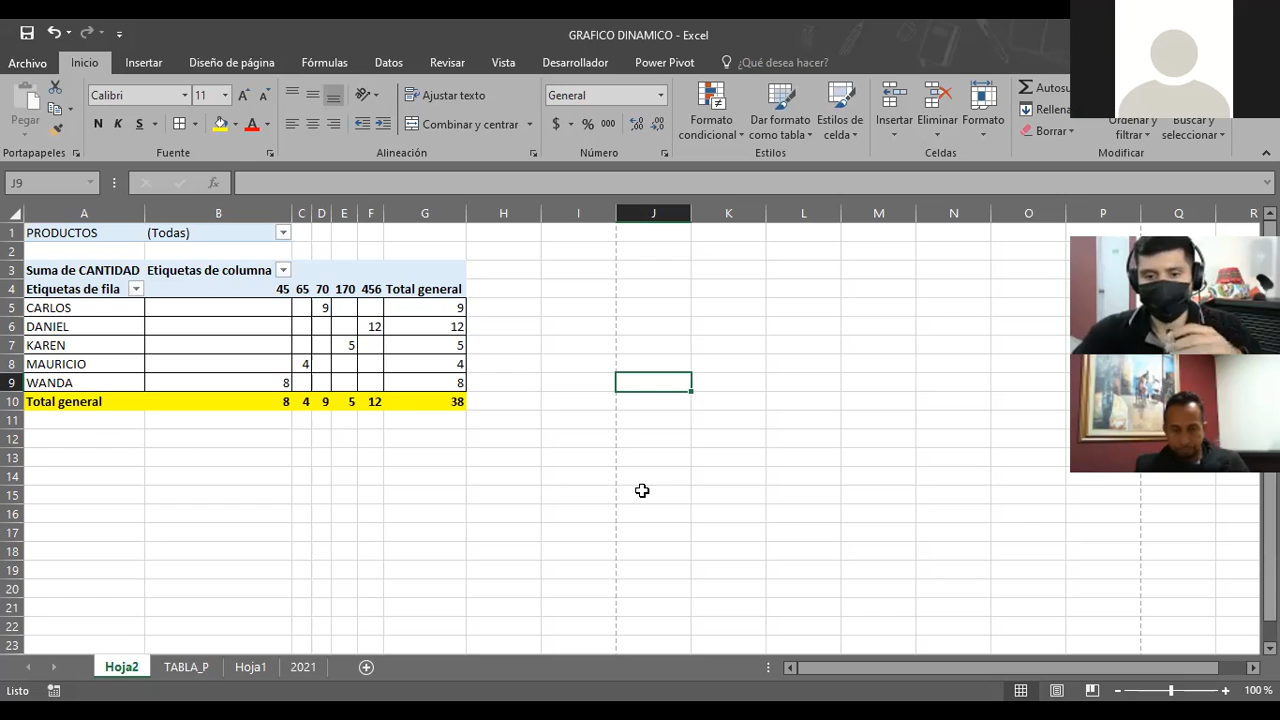 GRAFICO DINAMICO - Excel
Archivo Inicio Insertar Diseño de página Fórmulas Datos Revisar Vista Desarrollador Power Pivot ¿Qué desea hacer?
Pegar
Calibri 11
N K S
Ajustar texto
Combinar y centrar
General
$ % 000
Formato condicional
Dar formato como tabla
Estilos de celda
Insertar Eliminar Formato
Autosu
Rellena
Borrar
Ordenar y filtrar
Buscar y seleccionar
Portapapeles Fuente Alineación Número Estilos Celdas Modificar
J9 fx
A B C D E F G H I J K L M N O P Q R
1 PRODUCTOS (Todas)
2
3 Suma de CANTIDAD Etiquetas de columna
4 Etiquetas de fila 45 65 70 170 456 Total general
5 CARLOS 9 9
6 DANIEL 12 12
7 KAREN 5 5
8 MAURICIO 4 4
9 WANDA 8 8
10 Total general 8 4 9 5 12 38
11
12
13
14
15
16
17
18
19
20
21
22
23
Hoja2 TABLA_P Hoja1 2021
Listo 100 %